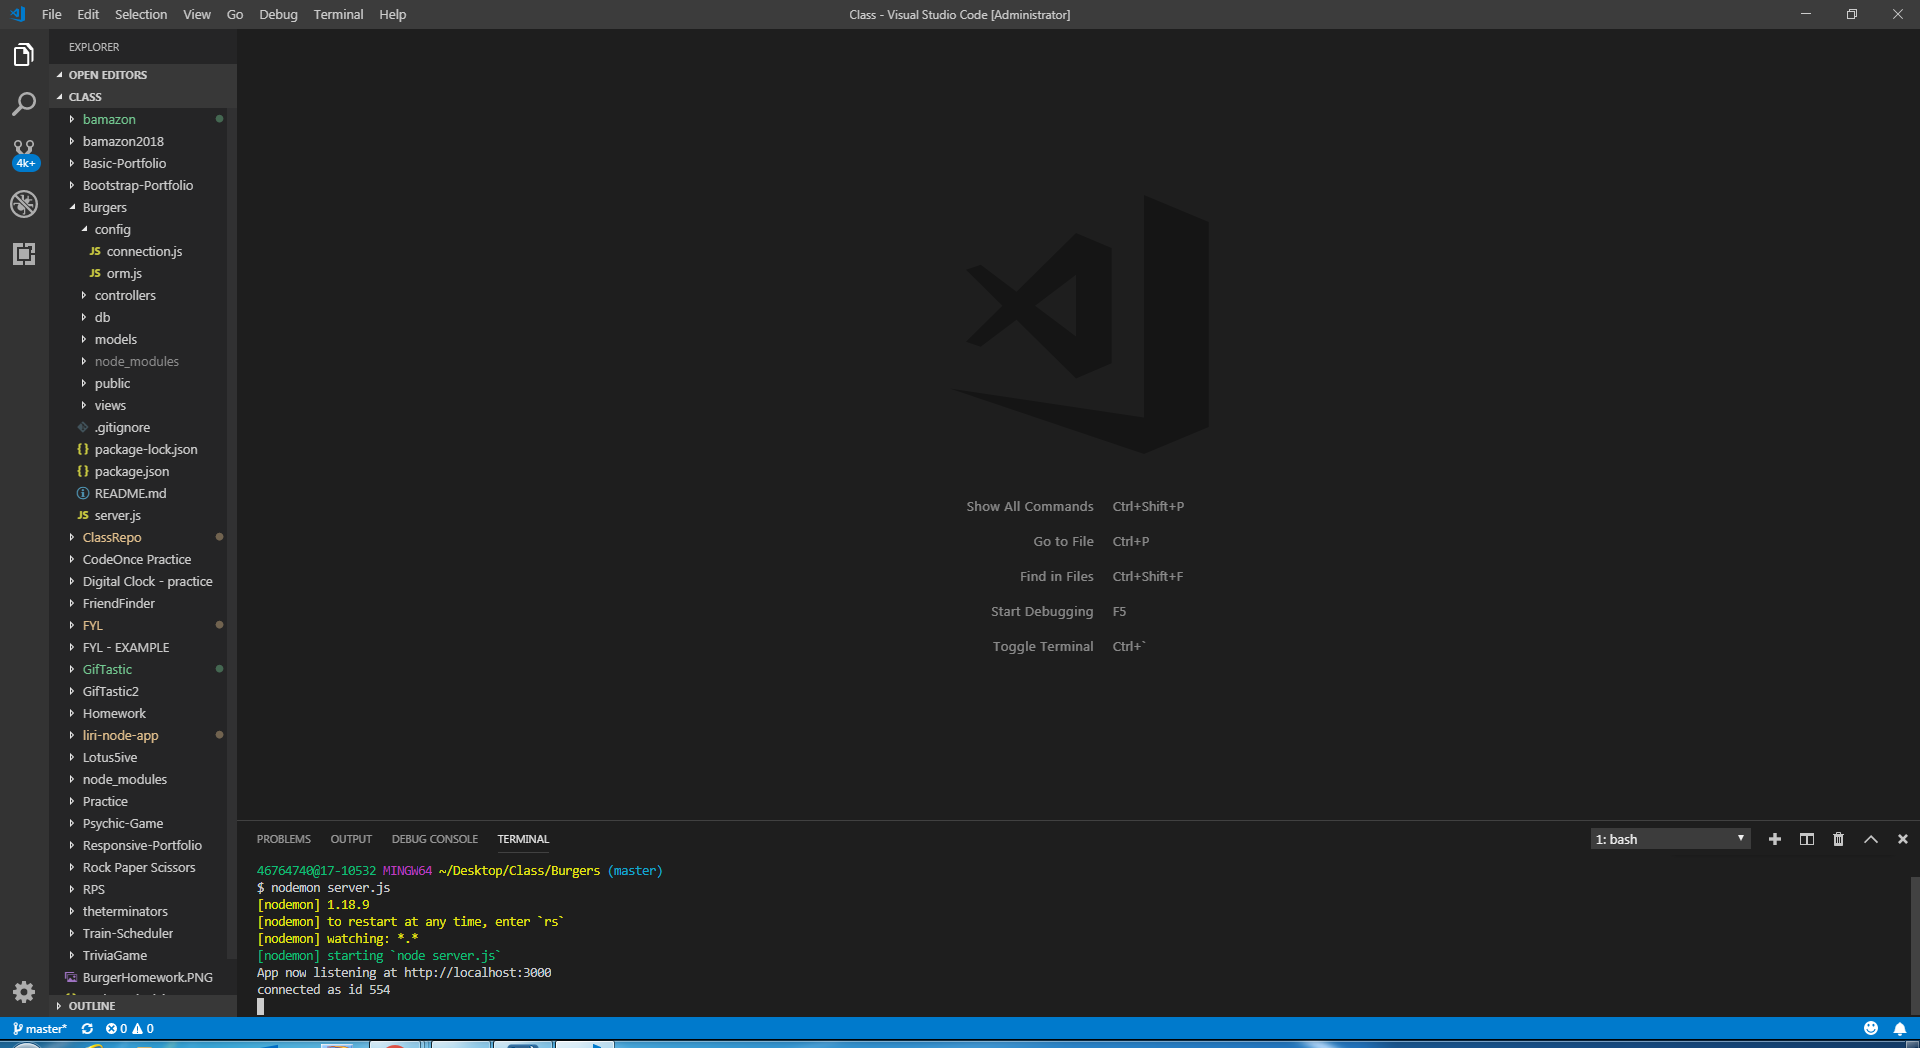 File Edit Selection View Go Debug Terminal Help
Class - Visual Studio Code [Administrator]
EXPLORER
OPEN EDITORS
CLASS
bamazon
bamazon2018
Basic-Portfolio
Bootstrap-Portfolio
Burgers
config
JS connection.js
JS orm.js
controllers
db
models
node_modules
public
views
.gitignore
{} package-lock.json
{} package.json
README.md
JS server.js
ClassRepo
CodeOnce Practice
Digital Clock - practice
FriendFinder
FYL
FYL - EXAMPLE
GifTastic
GifTastic2
Homework
liri-node-app
Lotus5ive
node_modules
Practice
Psychic-Game
Responsive-Portfolio
Rock Paper Scissors
RPS
theterminators
Train-Scheduler
TriviaGame
BurgerHomework.PNG
OUTLINE
4k+
Show All Commands Ctrl+Shift+P
Go to File Ctrl+P
Find in Files Ctrl+Shift+F
Start Debugging F5
Toggle Terminal Ctrl+`
PROBLEMS OUTPUT DEBUG CONSOLE TERMINAL
1: bash
46764740@17-10532 MINGW64 ~/Desktop/Class/Burgers (master)
$ nodemon server.js
[nodemon] 1.18.9
[nodemon] to restart at any time, enter `rs`
[nodemon] watching: *.*
[nodemon] starting `node server.js`
App now listening at http://localhost:3000
connected as id 554
master* 0 0